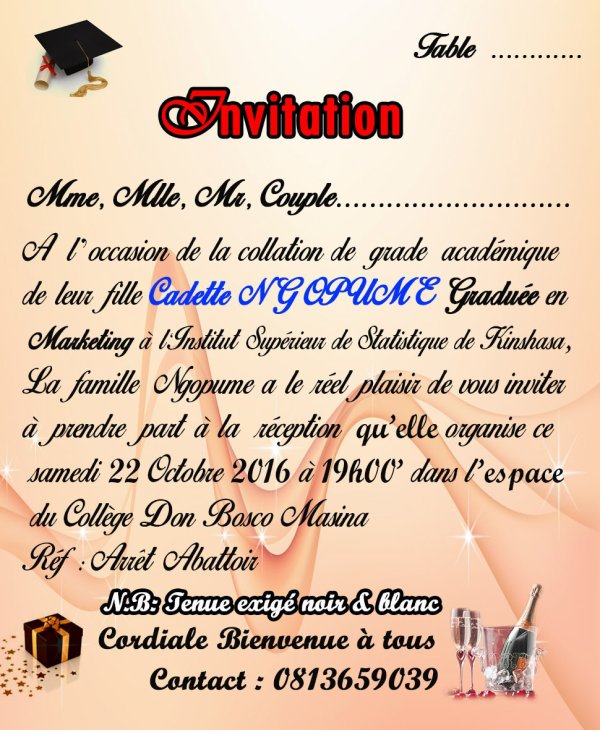 Table ............
Invitation
Mme, Mlle, Mr, Couple...........................
A l'occasion de la collation de grade académique
de leur fille Cadette NGOPUME Graduée en
Marketing à l'Institut Supérieur de Statistique de Kinshasa,
La famille Ngopume a le réel plaisir de vous inviter
à prendre part à la réception qu'elle organise ce
samedi 22 Octobre 2016 à 19h00' dans l'espace
du Collège Don Bosco Masina
Réf : Arrêt Abattoir
N.B: Tenue exigé noir & blanc
Cordiale Bienvenue à tous
Contact : 0813659039